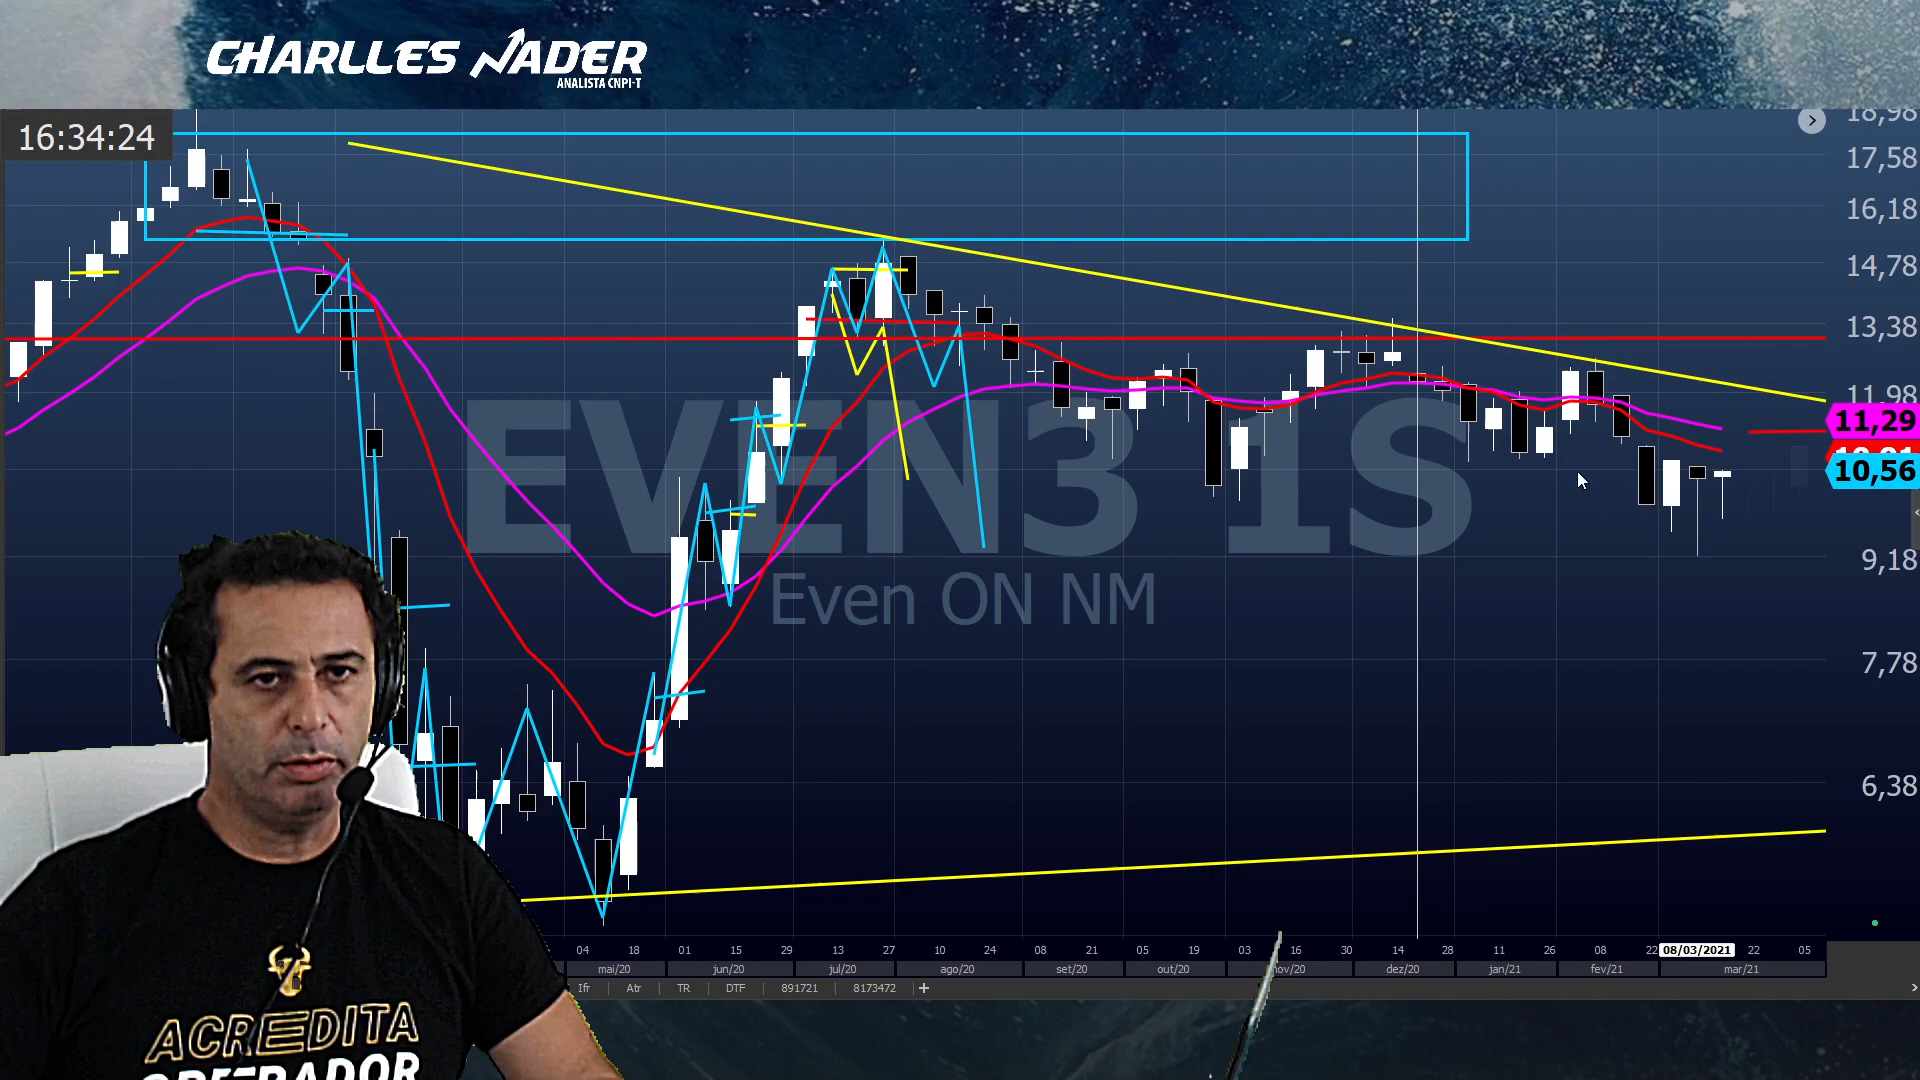 CHARLLES NADER
ANALISTA CNPI-T
16:34:24
18,98
17,58
16,18
14,78
13,38
11,98
11,29
10,56
9,18
7,78
6,38
EVEN3 1S
Even ON NM
04 18 01 15 29 13 27 10 24 08 21 05 19 03 16 30 14 28 11 26 08 22 08/03/2021 22 05
mai/20 jun/20 jul/20 ago/20 set/20 out/20 nov/20 dez/20 jan/21 fev/21 mar/21
Ifr Atr TR DTF 891721 8173472 +
ACREDITA
OPERADOR